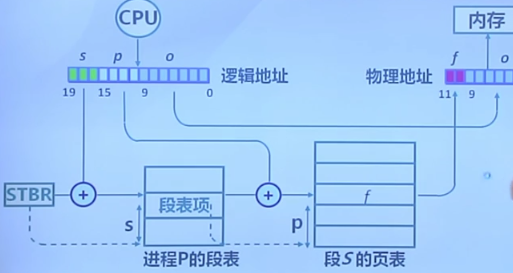 CPU
内存
s p o
f o
逻辑地址
物理地址
19 15 9 0
11 9
STBR
+
+
段表项
f
s
p
进程P的段表
段S的页表